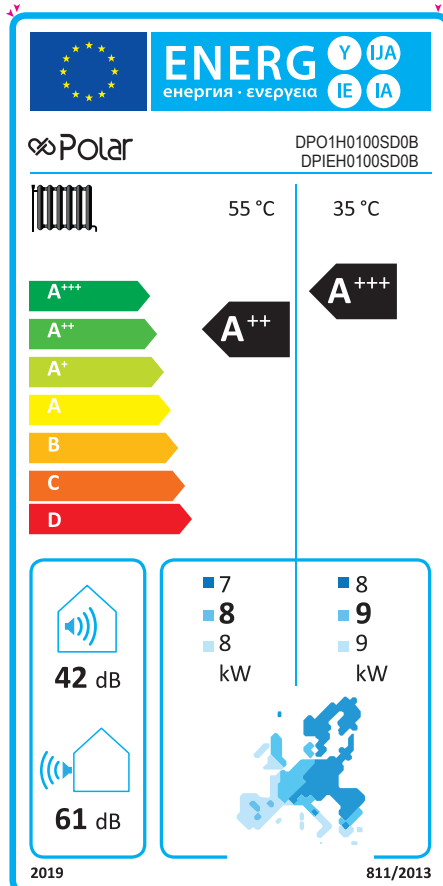 ENERG
енергия · ενεργεια
Y
IJA
IE
IA
Polar
DPO1H0100SD0B
DPIEH0100SD0B
55 °C
35 °C
A+++
A++
A+
A
B
C
D
A++
A+++
42 dB
61 dB
7
8
8
kW
8
9
9
kW
2019
811/2013